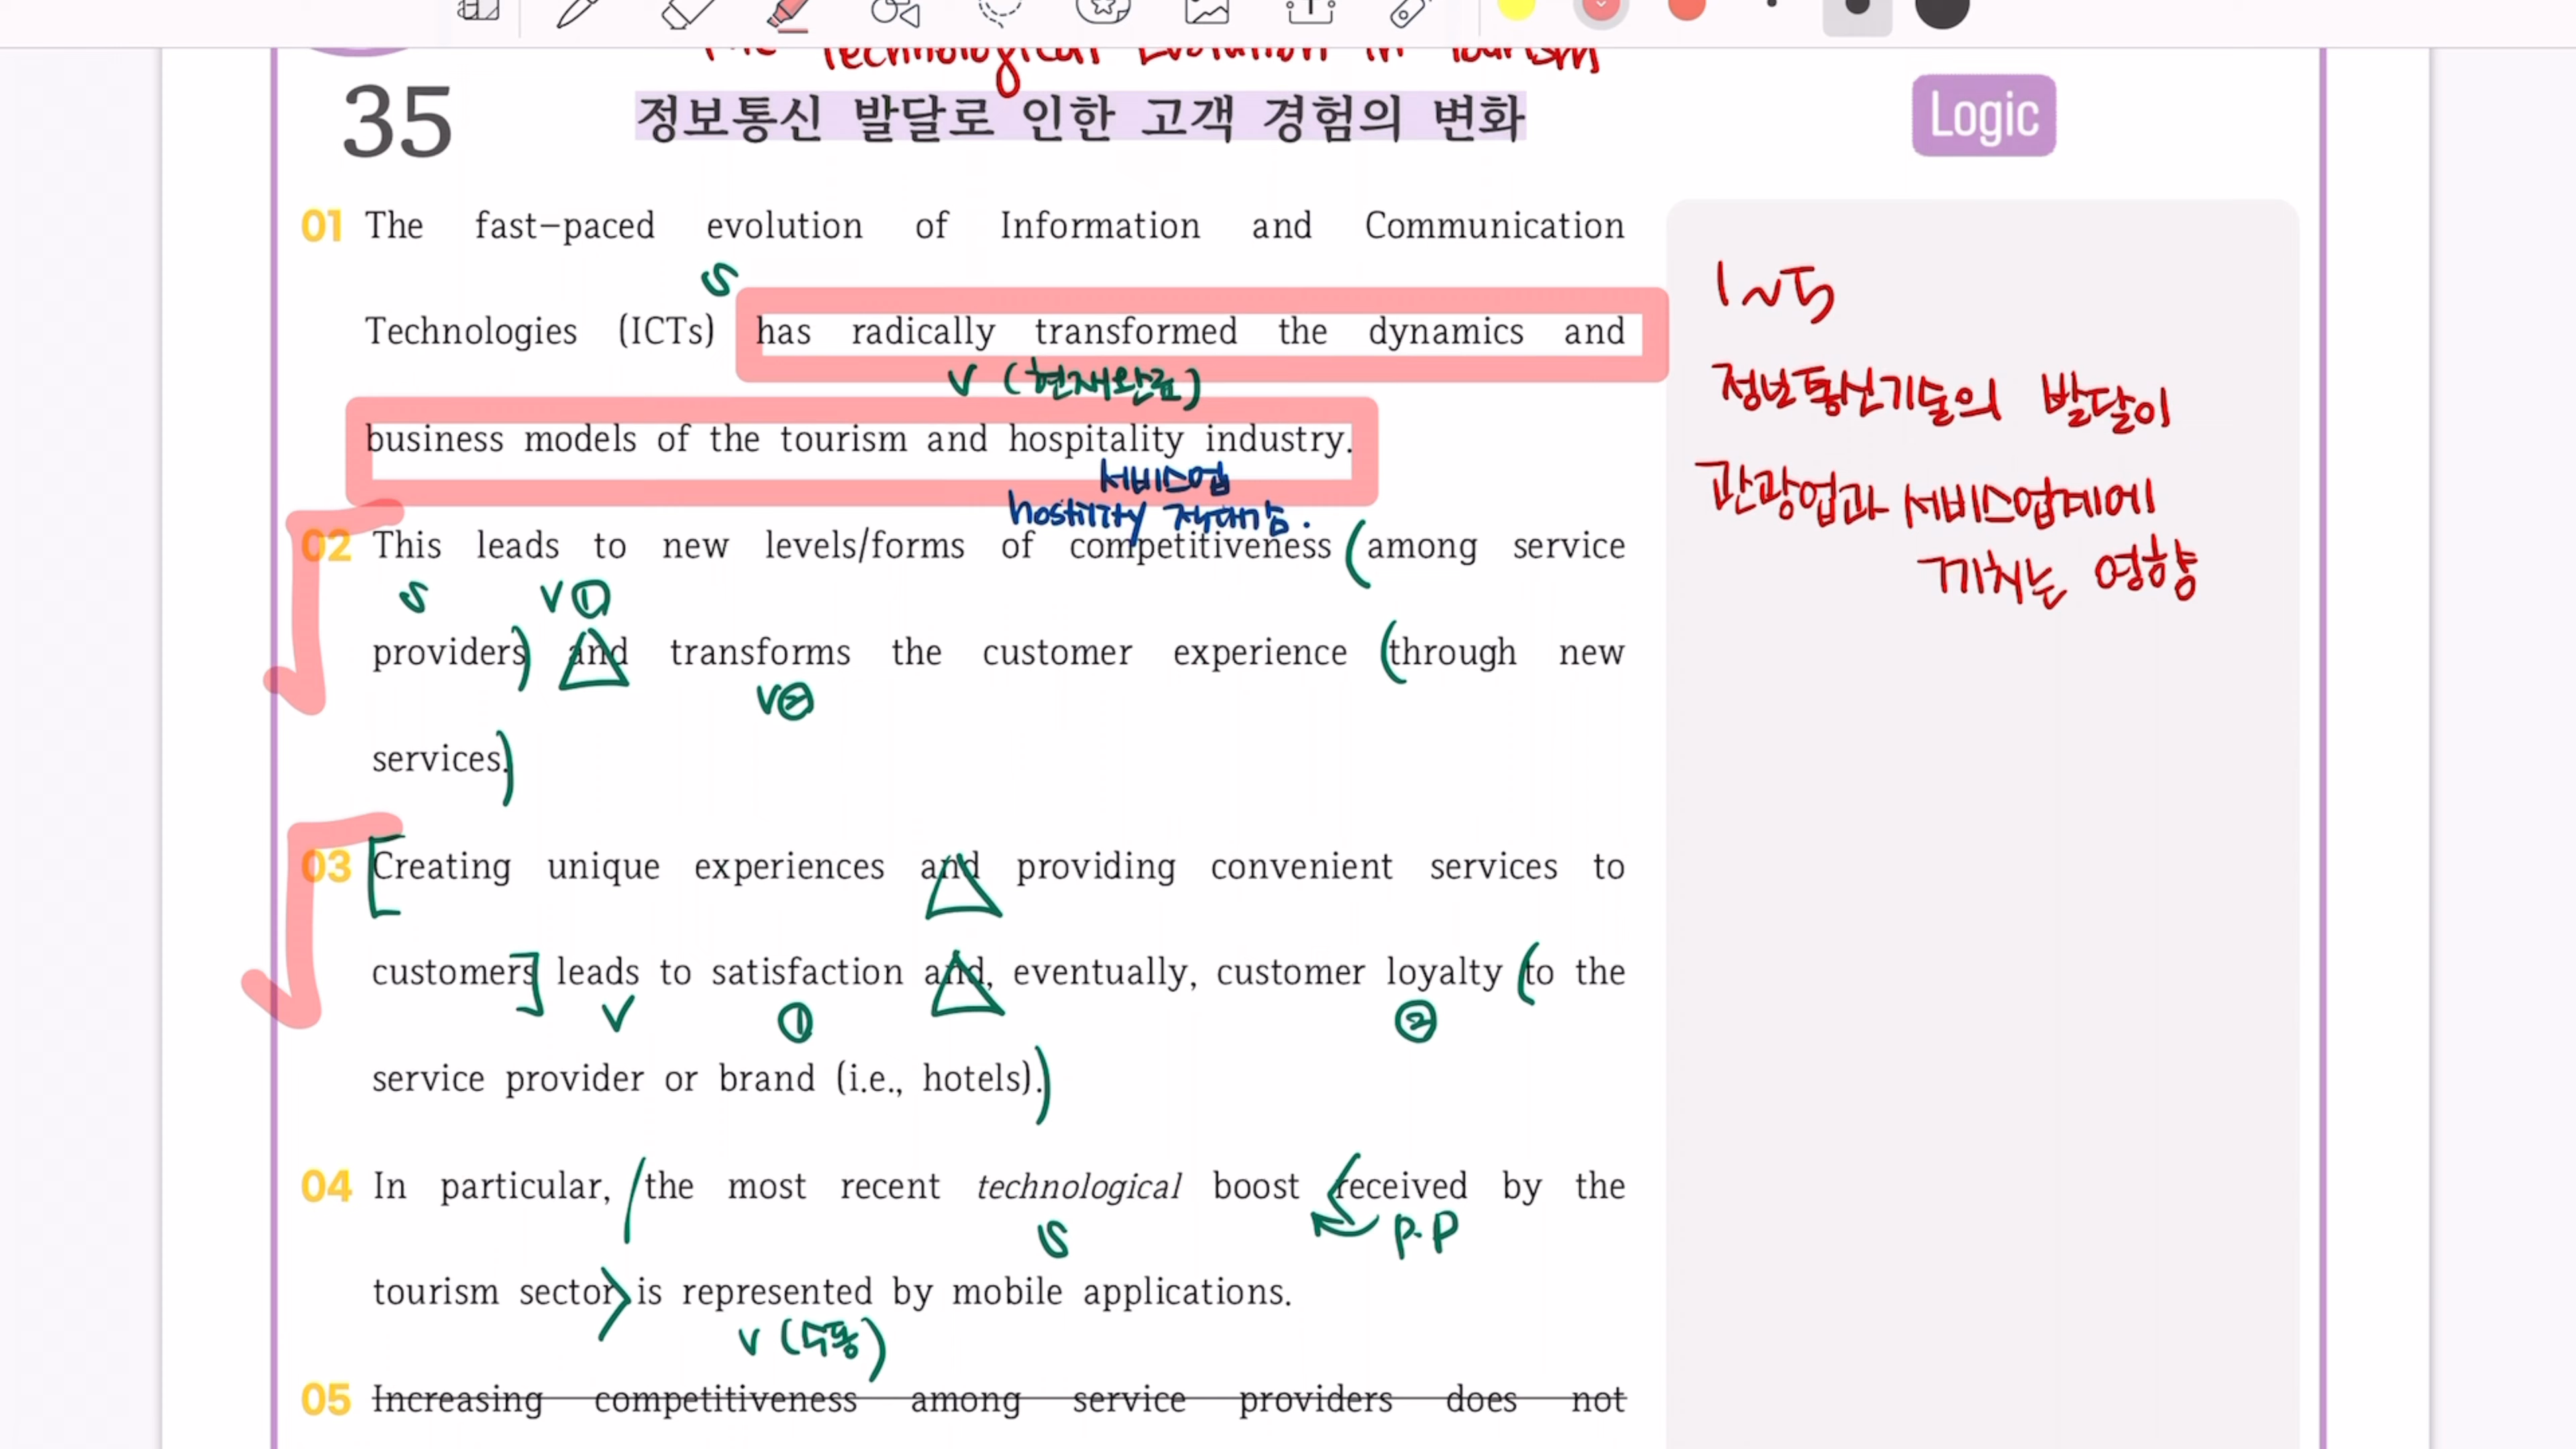 The Technological Evolution in Tourism
35
정보통신 발달로 인한 고객 경험의 변화
Logic
01 The fast-paced evolution of Information and Communication
S
Technologies (ICTs) has radically transformed the dynamics and
V (현재완료)
business models of the tourism and hospitality industry.
서비스업
hostility 적대감.
02 This leads to new levels/forms of competitiveness (among service
S V①
providers) and transforms the customer experience (through new
V②
services.)
03 [Creating unique experiences and providing convenient services to
customers] leads to satisfaction and, eventually, customer loyalty (to the
V ① ②
service provider or brand (i.e., hotels).)
04 In particular, / the most recent technological boost <received by the
S P.P
tourism sector> is represented by mobile applications.
V (수동)
05 Increasing competitiveness among service providers does not
1~5
정보통신기술의 발달이
관광업과 서비스업계에
끼치는 영향